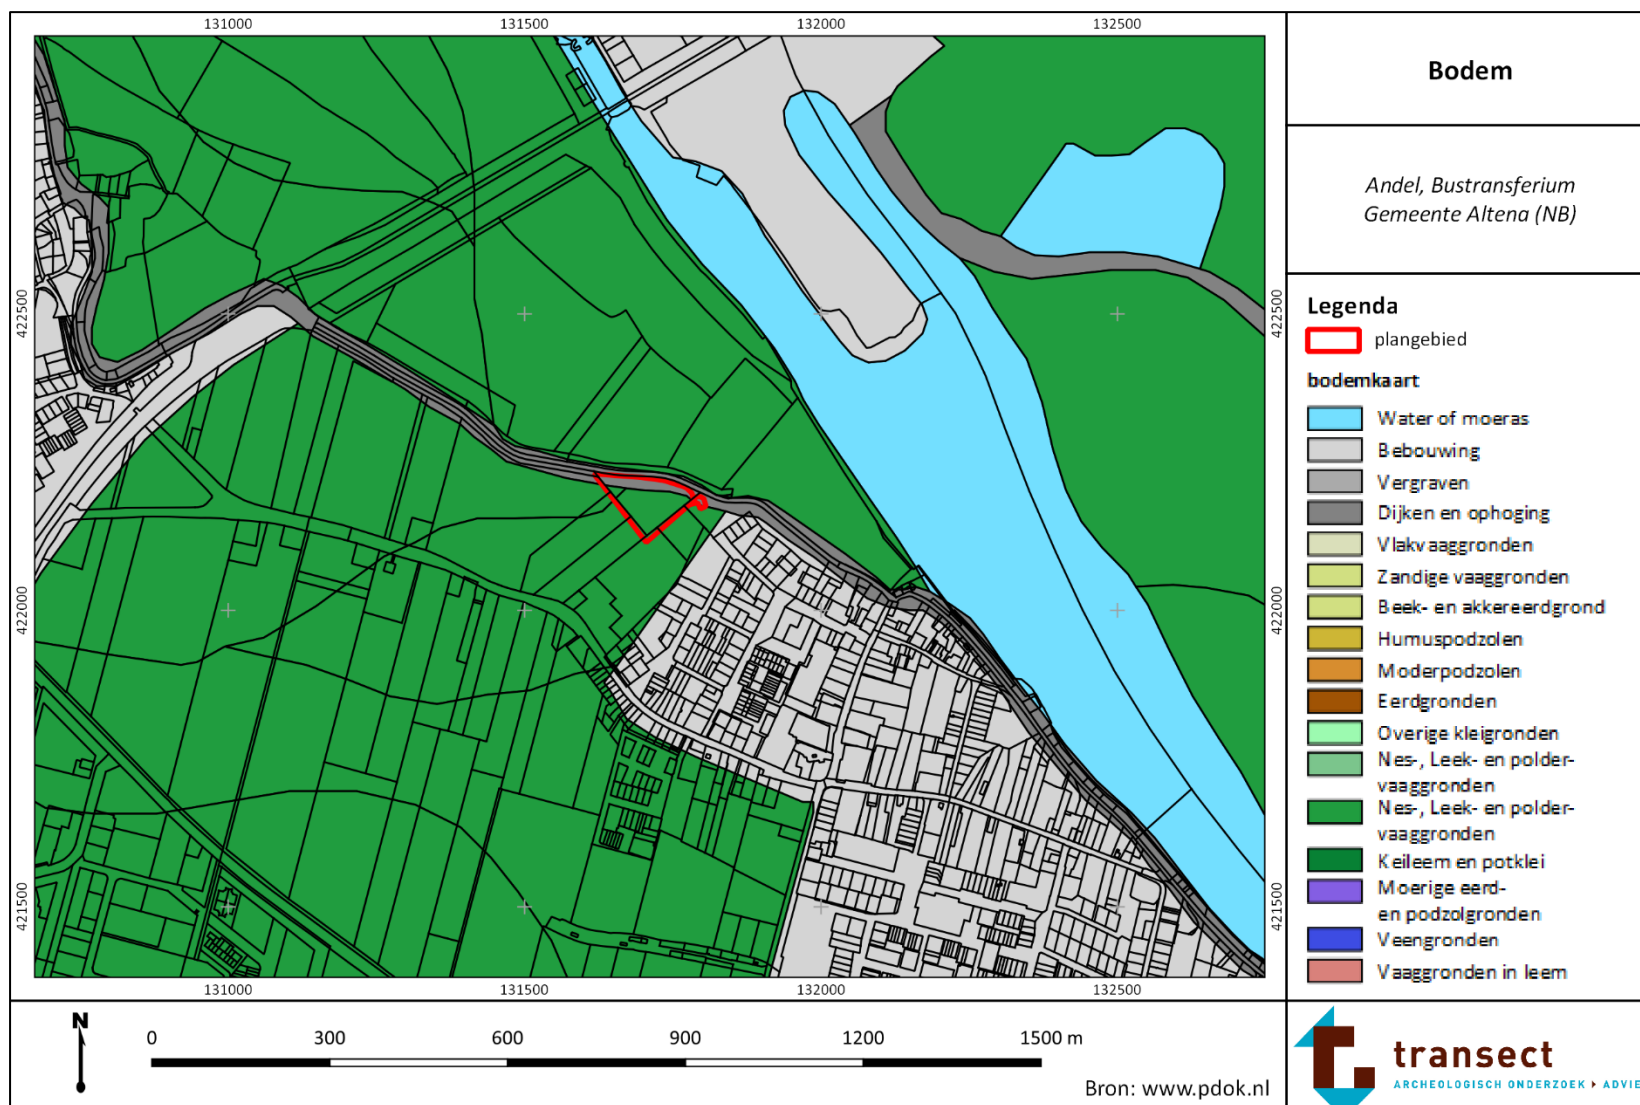 131000
131500
132000
132500
422500
422000
421500
422500
422000
421500
131000
131500
132000
132500
N
0
300
600
900
1200
1500 m
Bron: www.pdok.nl
Bodem
Andel, Bustransferium
Gemeente Altena (NB)
Legenda
plangebied
bodemkaart
Water of moeras
Bebouwing
Vergraven
Dijken en ophoging
Vlakvaaggronden
Zandige vaaggronden
Beek- en akkereerdgrond
Humuspodzolen
Moderpodzolen
Eerdgronden
Overige kleigronden
Nes-, Leek- en polder-
vaaggronden
Nes-, Leek- en polder-
vaaggronden
Keileem en potklei
Moerige eerd-
en podzolgronden
Veengronden
Vaaggronden in leem
transect
ARCHEOLOGISCH ONDERZOEK ▸ ADVIE